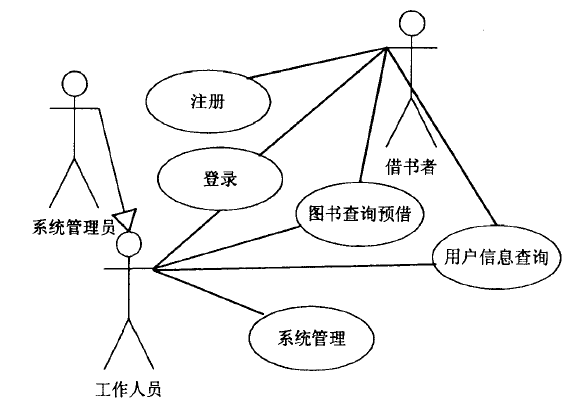 注册
借书者
登录
系统管理员
图书查询预借
用户信息查询
系统管理
工作人员